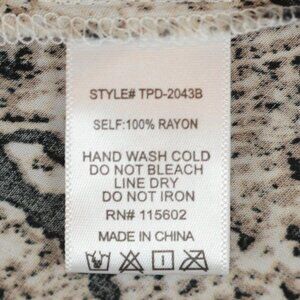 STYLE# TPD-2043B
SELF:100% RAYON
HAND WASH COLD
DO NOT BLEACH
LINE DRY
DO NOT IRON
RN# 115602
MADE IN CHINA